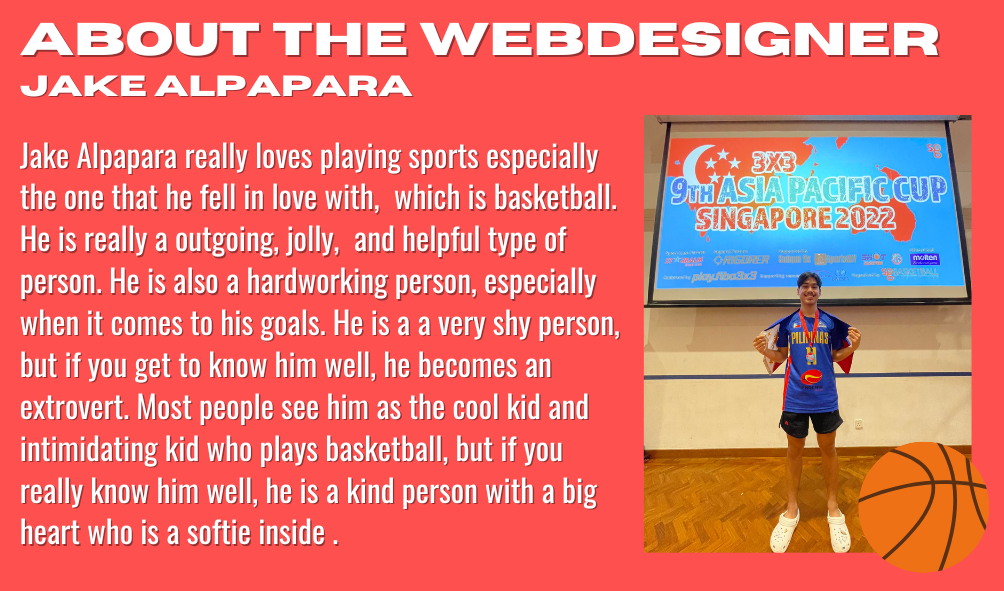 ABOUT THE WEBDESIGNER
JAKE ALPAPARA
Jake Alpapara really loves playing sports especially
the one that he fell in love with,  which is basketball.
He is really a outgoing, jolly,  and helpful type of
person. He is also a hardworking person, especially
when it comes to his goals. He is a a very shy person,
but if you get to know him well, he becomes an
extrovert. Most people see him as the cool kid and
intimidating kid who plays basketball, but if you
really know him well, he is a kind person with a big
heart who is a softie inside .
3X3
9TH ASIA PACIFIC CUP
SINGAPORE 2022
molten
play.fiba3x3
PILIPINAS